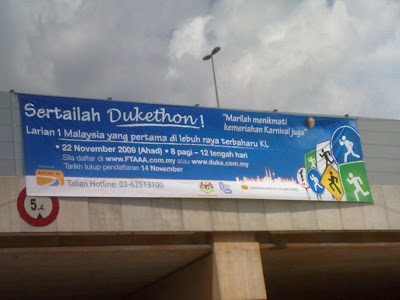 Sertailah Dukethon!
"Marilah menikmati
kemeriahan Karnival juga"
Larian 1 Malaysia yang pertama di lebuh raya terbaharu KL
• 22 November 2009 (Ahad) • 8 pagi - 12 tengah hari
Sila daftar di www.FTAAA.com.my atau www.duke.com.my
Tarikh tutup pendaftaran 14 November
Talian Hotline: 03-62513100
5.4